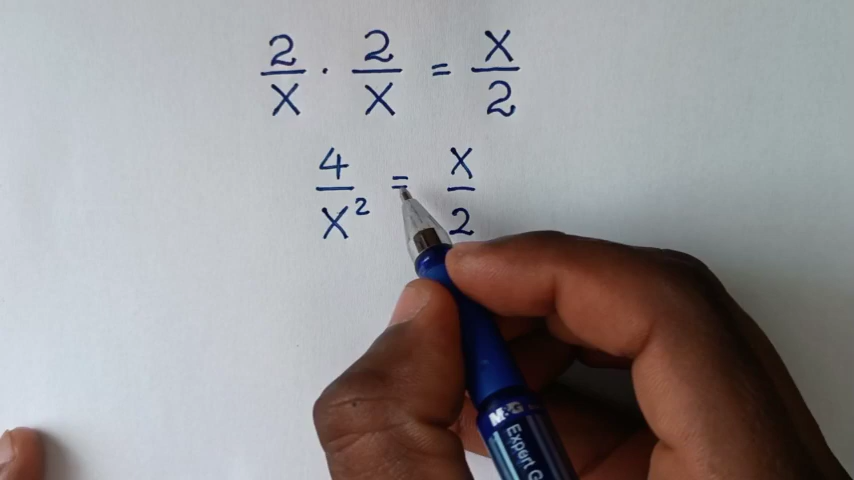 2/x · 2/x = x/2
4/x² = x/2
M&G
Expert G